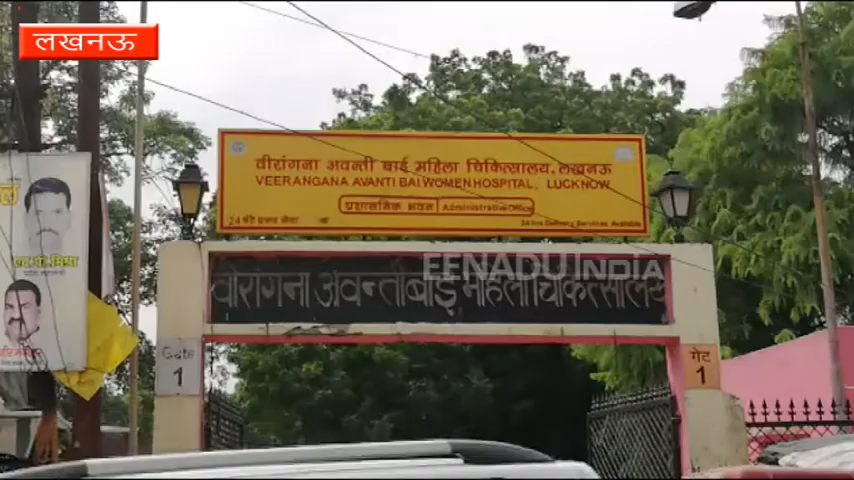 लखनऊ
वीरांगना अवन्ती बाई महिला चिकित्सालय, लखनऊ
VEERANGANA AVANTI BAI WOMEN HOSPITAL, LUCKNOW
प्रशासनिक भवन Administrative Office
24 घंटे प्रसव सेवा 24 hrs Delivery Services Available
EENADU INDIA
वीरांगना अवन्तीबाई महिला चिकित्सालय
Gate 1
गेट 1
एल. पी. मिश्रा